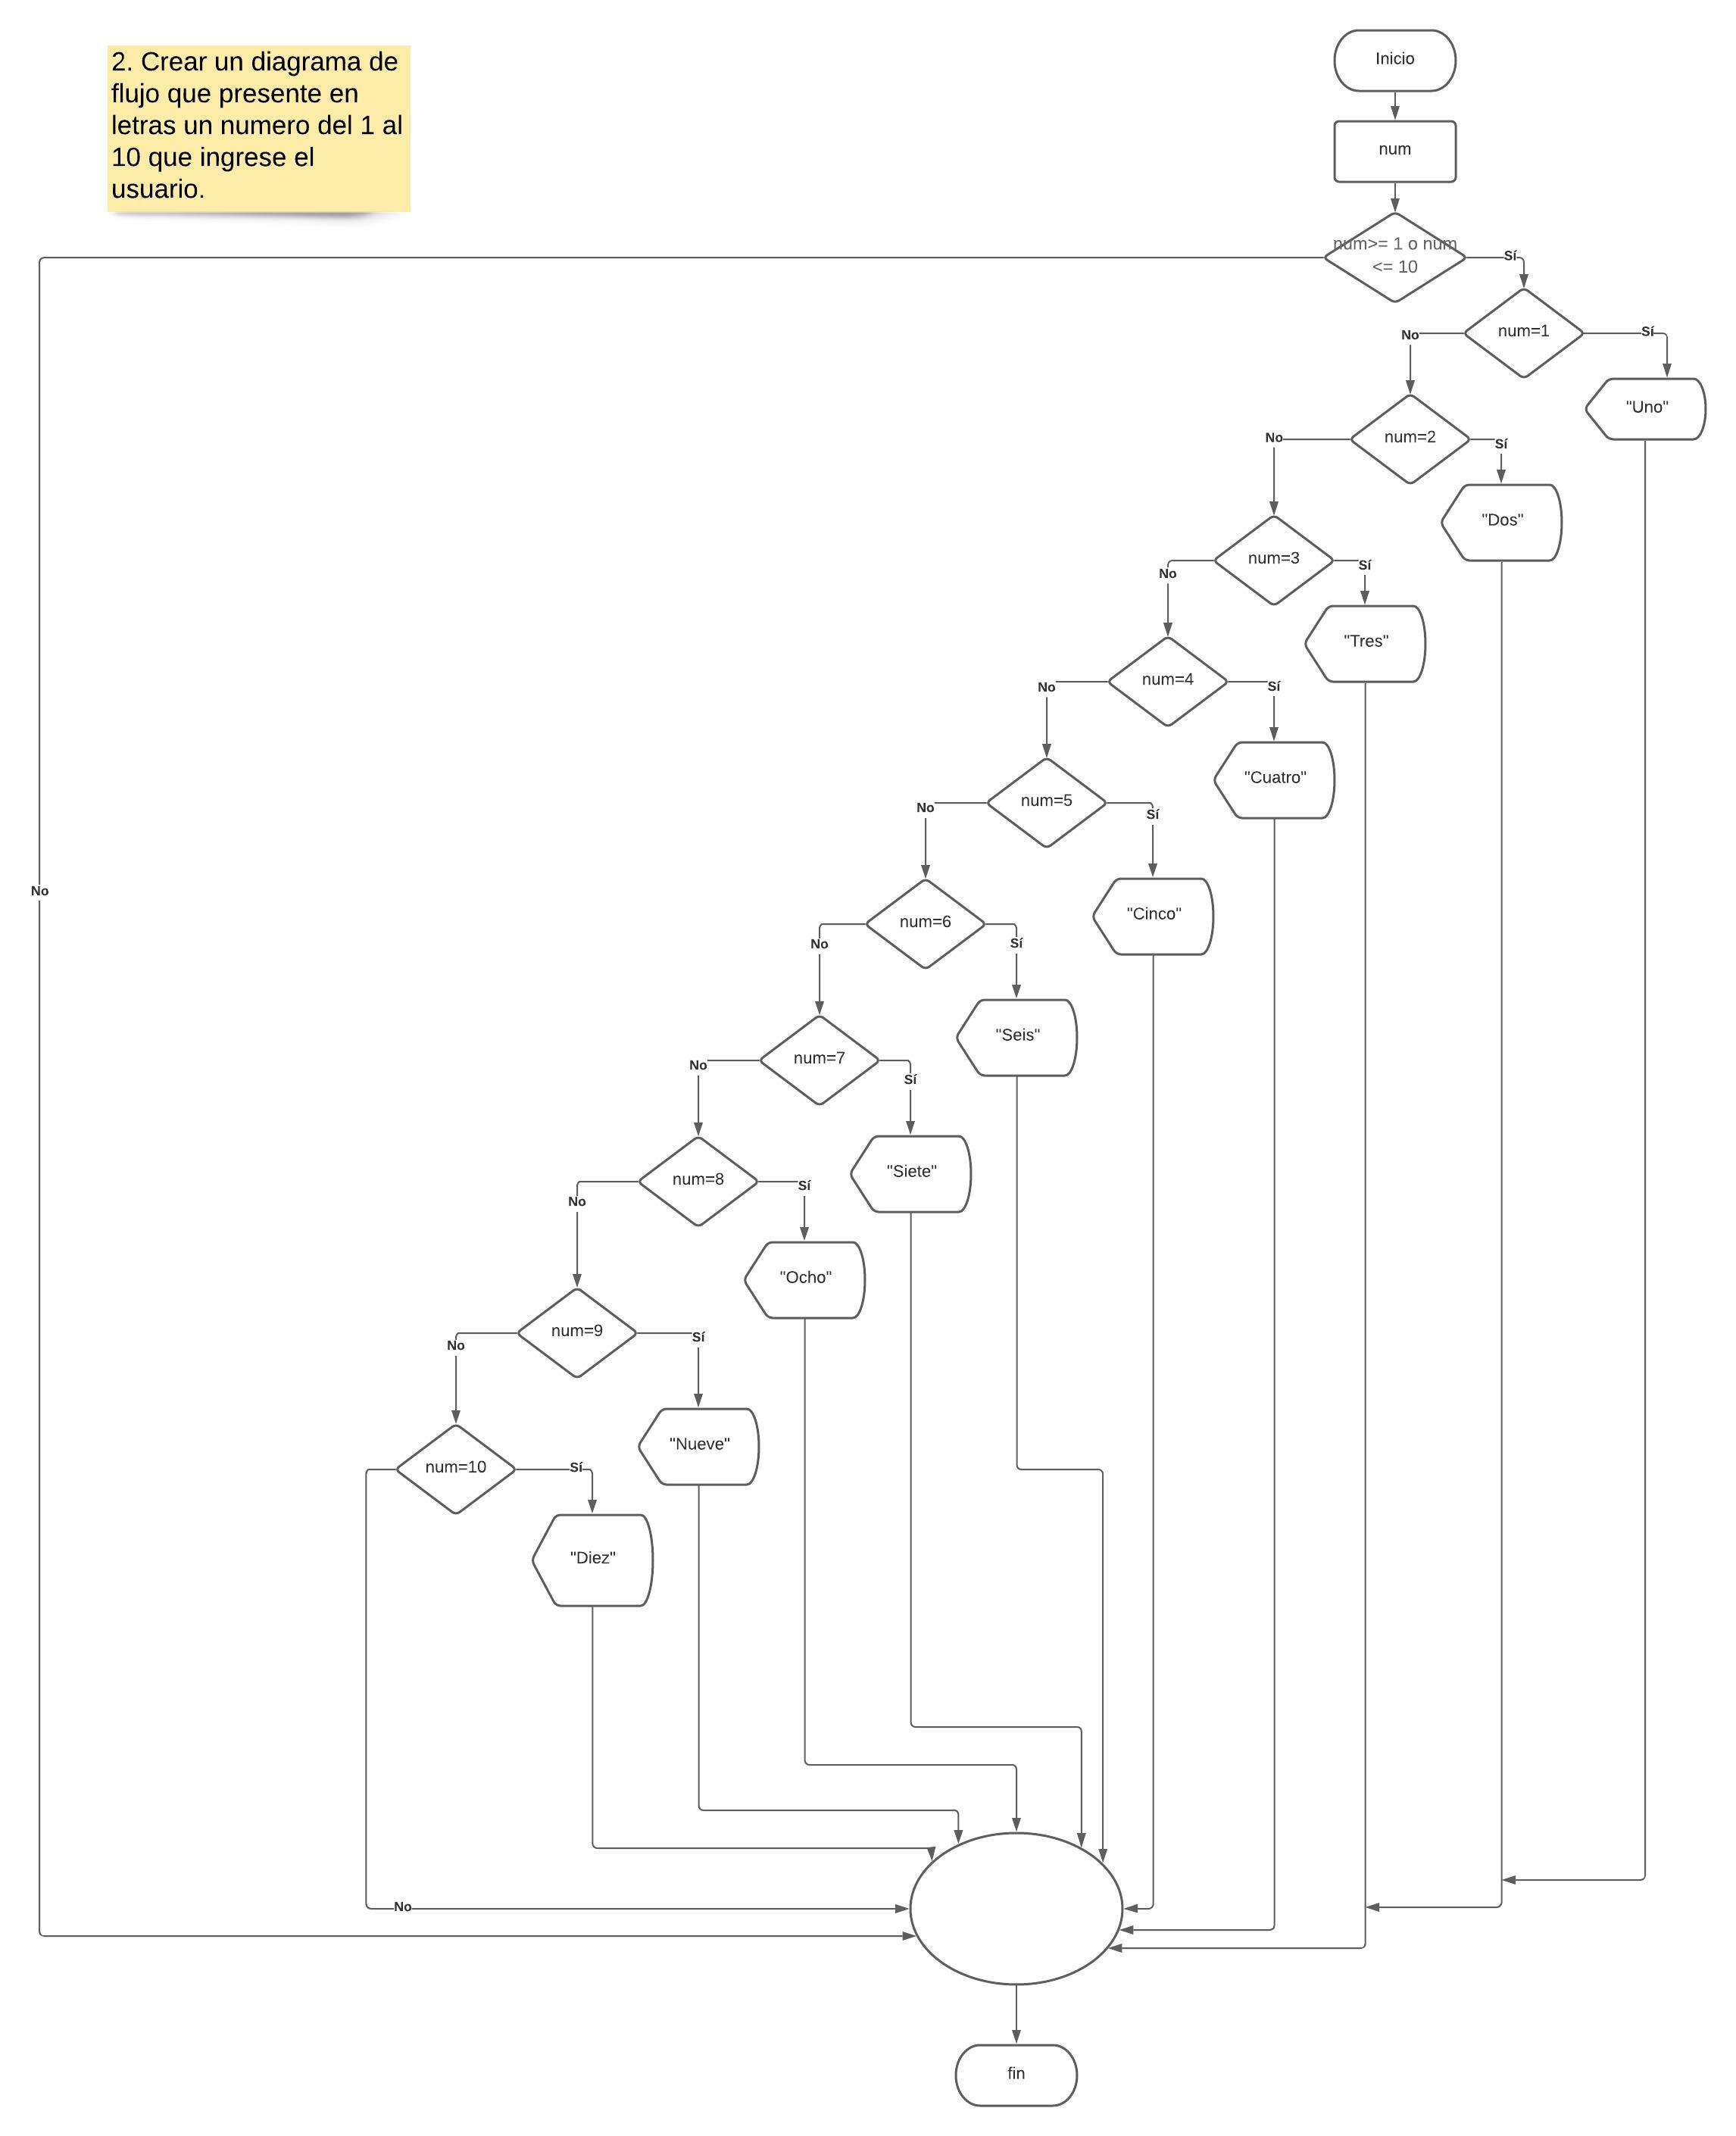 2. Crear un diagrama de
flujo que presente en
letras un numero del 1 al
10 que ingrese el
usuario.
Inicio
num
num>= 1 o num
<= 10
Sí
num=1
No
Sí
"Uno"
num=2
No
Sí
"Dos"
num=3
No
Sí
"Tres"
num=4
No
Sí
"Cuatro"
num=5
No
Sí
"Cinco"
No
num=6
No
Sí
"Seis"
num=7
No
Sí
"Siete"
num=8
No
Sí
"Ocho"
num=9
No
Sí
"Nueve"
num=10
Sí
"Diez"
No
fin